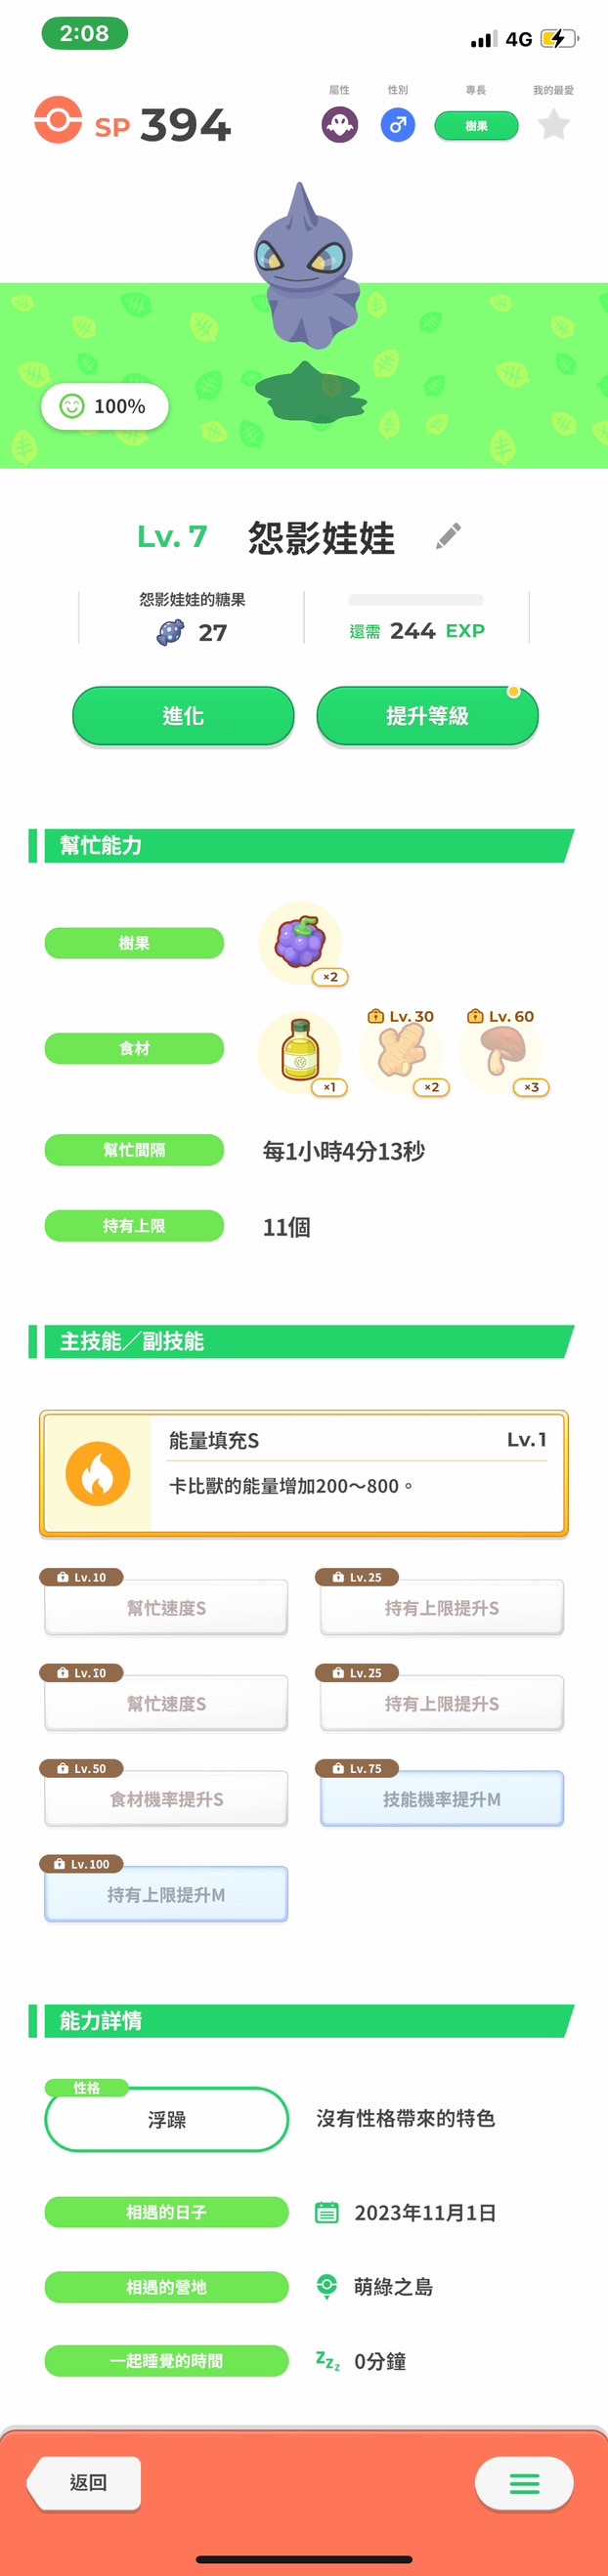 2:08
4G
屬性 性別 專長 我的最愛
SP 394
樹果
100%
Lv. 7 怨影娃娃
怨影娃娃的糖果
27
還需 244 EXP
進化 提升等級
幫忙能力
樹果
×2
食材
Lv. 30 Lv. 60
×1 ×2 ×3
幫忙間隔 每1小時4分13秒
持有上限 11個
主技能／副技能
能量填充S Lv.1
卡比獸的能量增加200～800。
Lv.10 Lv.25
幫忙速度S 持有上限提升S
Lv.10 Lv.25
幫忙速度S 持有上限提升S
Lv.50 Lv.75
食材機率提升S 技能機率提升M
Lv.100
持有上限提升M
能力詳情
性格
浮躁 沒有性格帶來的特色
相遇的日子 2023年11月1日
相遇的營地 萌綠之島
一起睡覺的時間 zzz 0分鐘
返回